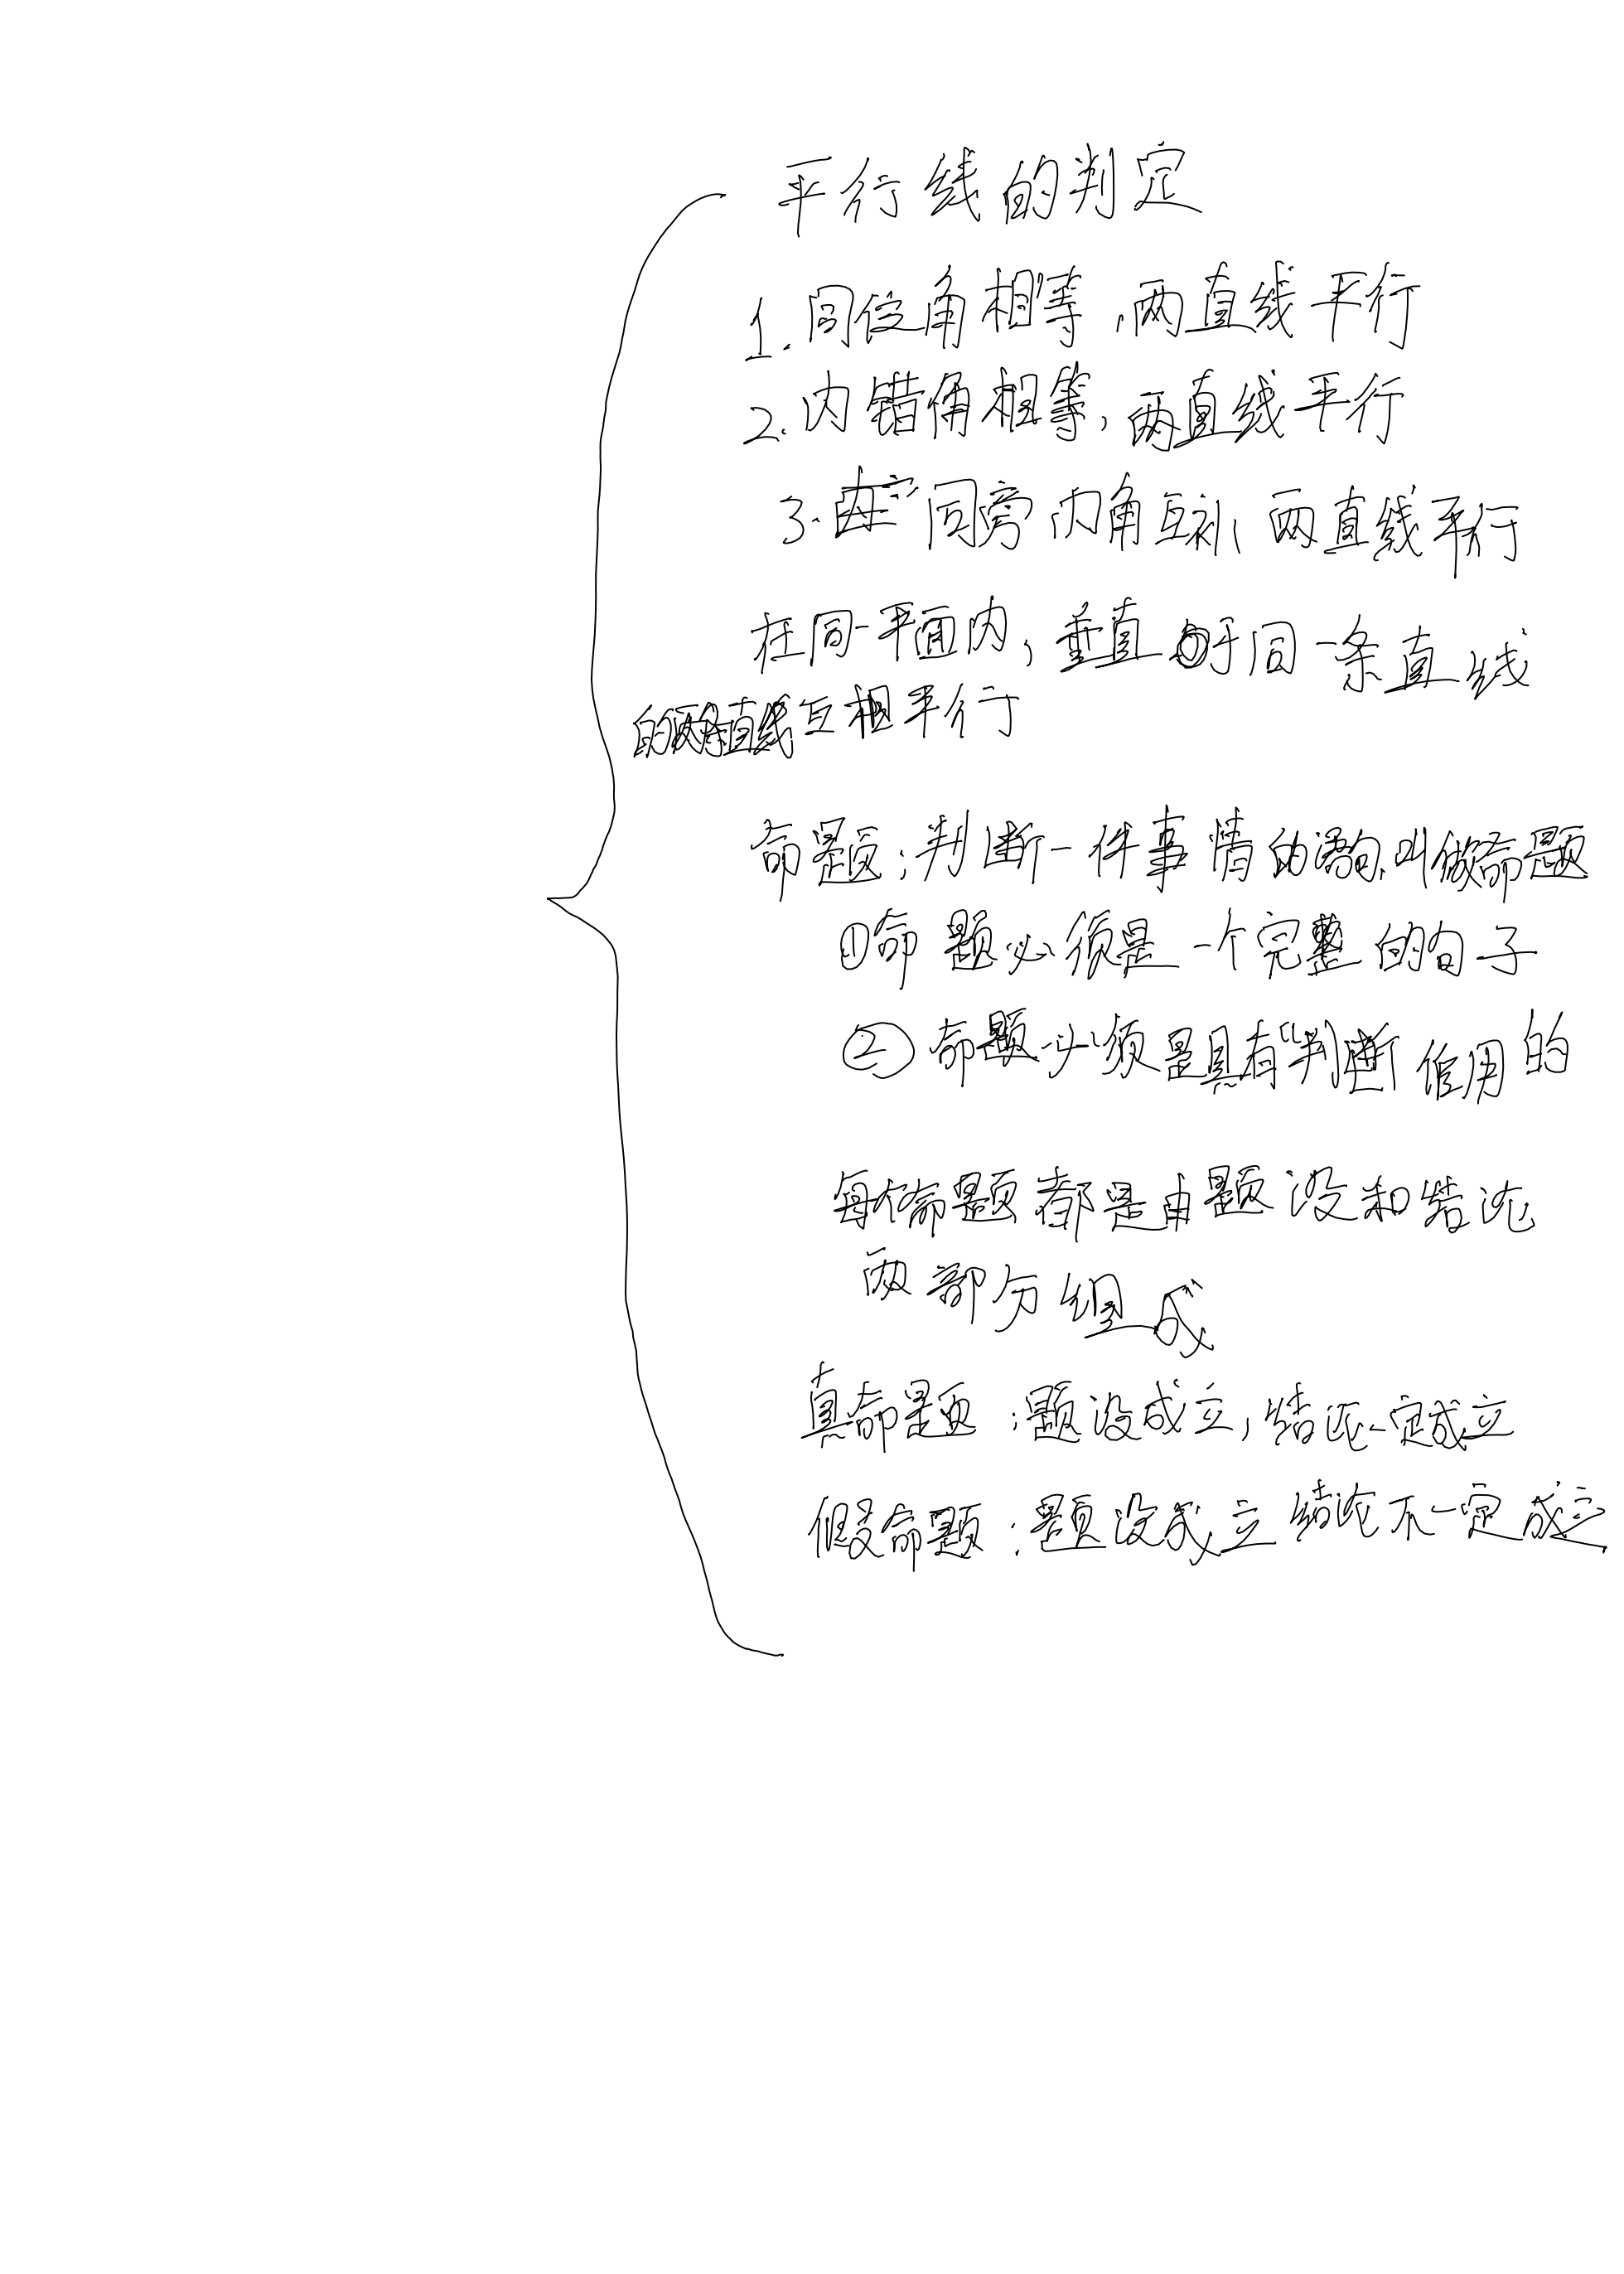 平行线的判定
1.同位角相等,两直线平行
2.内错角相等,两直线平行
3.同旁内角互补,两直线平行
在同一平面内,垂直于同一条直线
的两条直线互相平行
命题:判断一件事情的语句,叫做命题
①命题必须是一个完整的句子
②命题必须是具有“判断作用的
每个命题都是由题设和结论
两部分组成
真命题:题设成立,结论一定成立
假命题:题设成立结论不一定成立